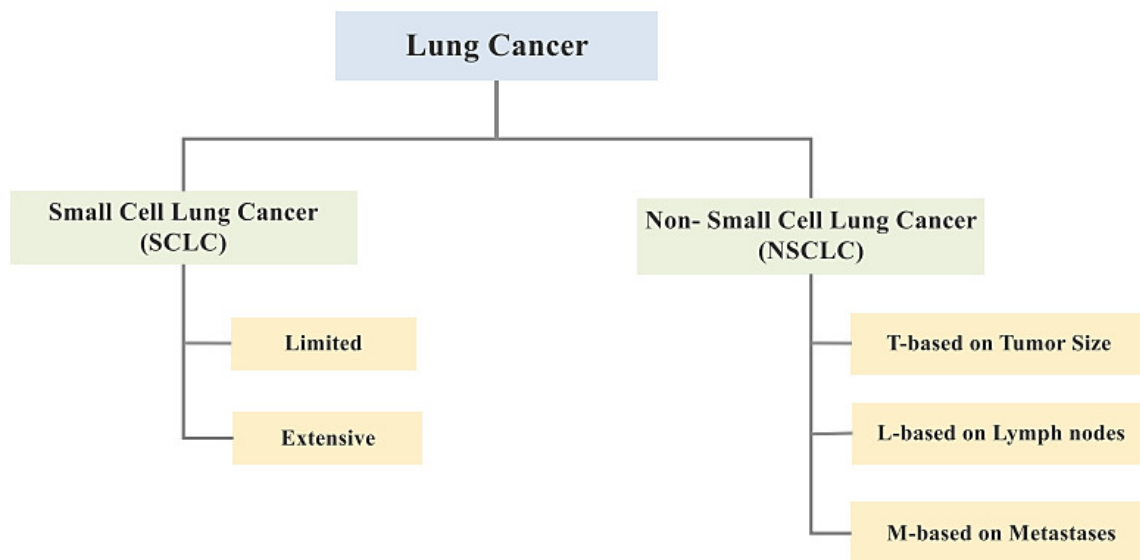 Lung Cancer
Small Cell Lung Cancer
(SCLC)
Non- Small Cell Lung Cancer
(NSCLC)
Limited
Extensive
T-based on Tumor Size
L-based on Lymph nodes
M-based on Metastases